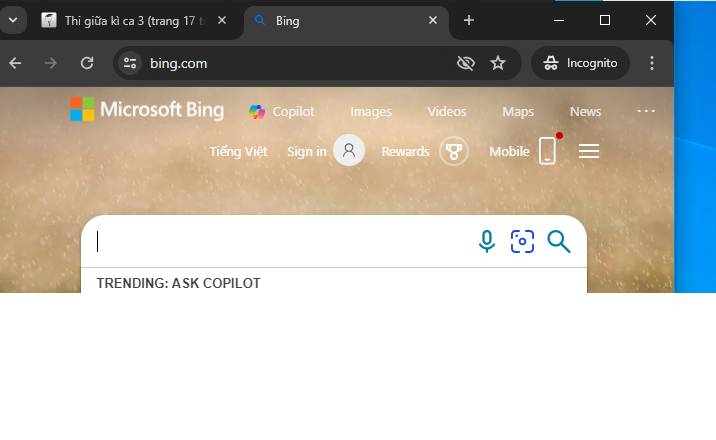 Thi giữa kì ca 3 (trang 17 t
Bing
bing.com
Incognito
Microsoft Bing
Copilot
Images
Videos
Maps
News
Tiếng Việt
Sign in
Rewards
Mobile
TRENDING: ASK COPILOT